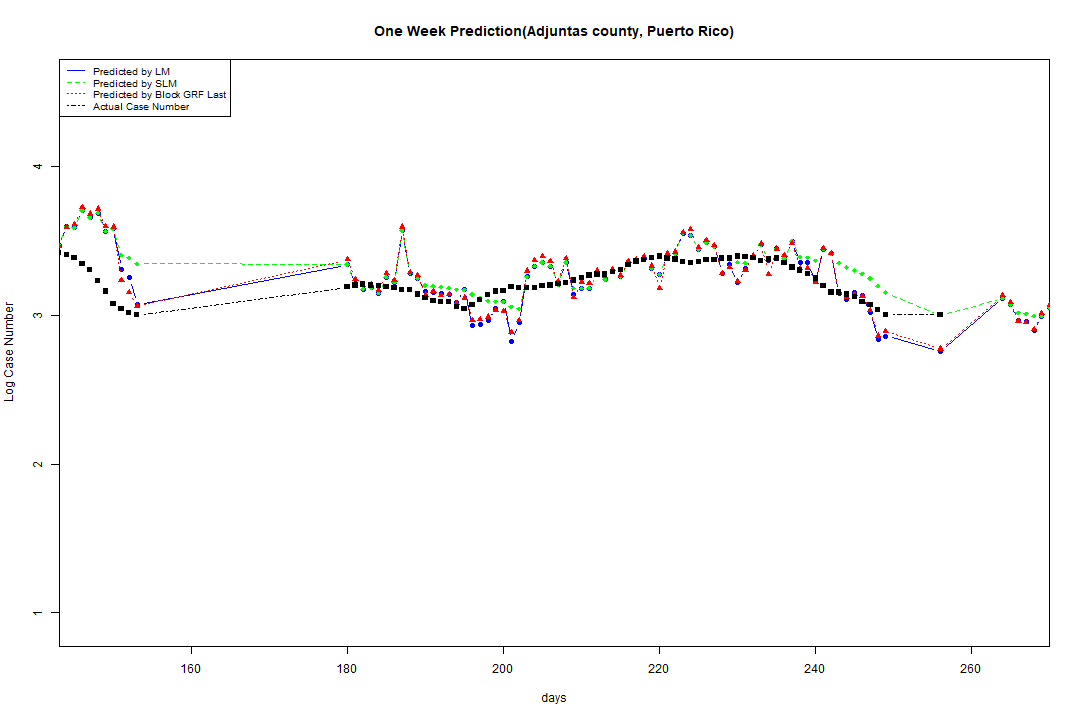 One Week Prediction(Adjuntas county, Puerto Rico)
Predicted by LM
Predicted by SLM
Predicted by Block GRF Last
Actual Case Number
4
3
2
1
Log Case Number
160 180 200 220 240 260
days